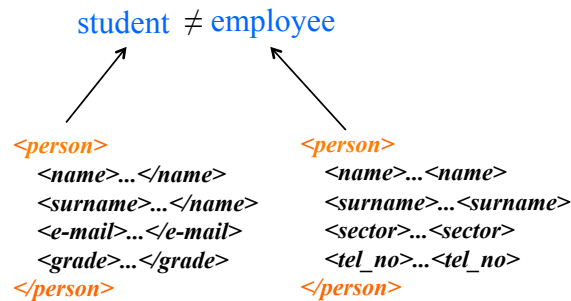 student ≠ employee
<person>
<name>...</name>
<surname>...</name>
<e-mail>...</e-mail>
<grade>...</grade>
</person>
<person>
<name>...<name>
<surname>...<surname>
<sector>...<sector>
<tel_no>...<tel_no>
</person>